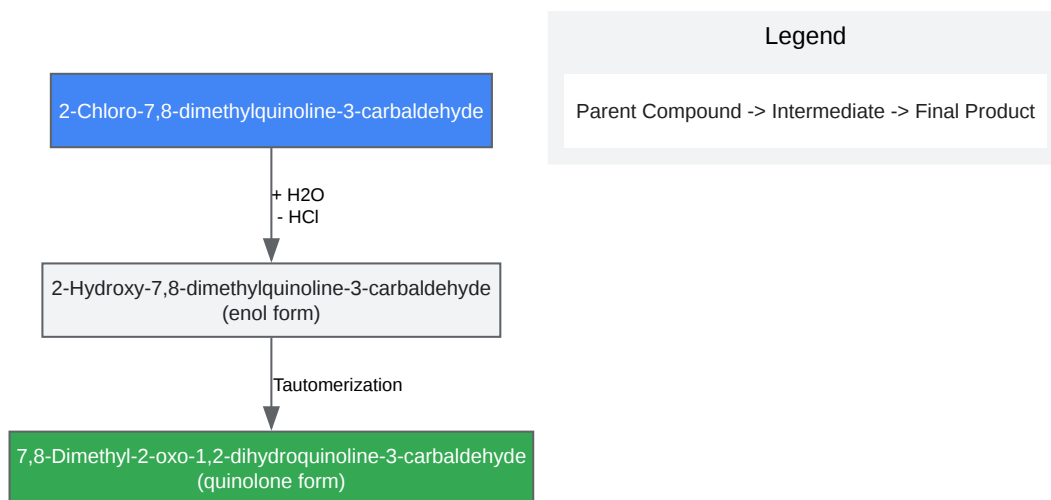 Legend
Parent Compound -> Intermediate -> Final Product
2-Chloro-7,8-dimethylquinoline-3-carbaldehyde
+ H2O
- HCl
2-Hydroxy-7,8-dimethylquinoline-3-carbaldehyde
(enol form)
Tautomerization
7,8-Dimethyl-2-oxo-1,2-dihydroquinoline-3-carbaldehyde
(quinolone form)